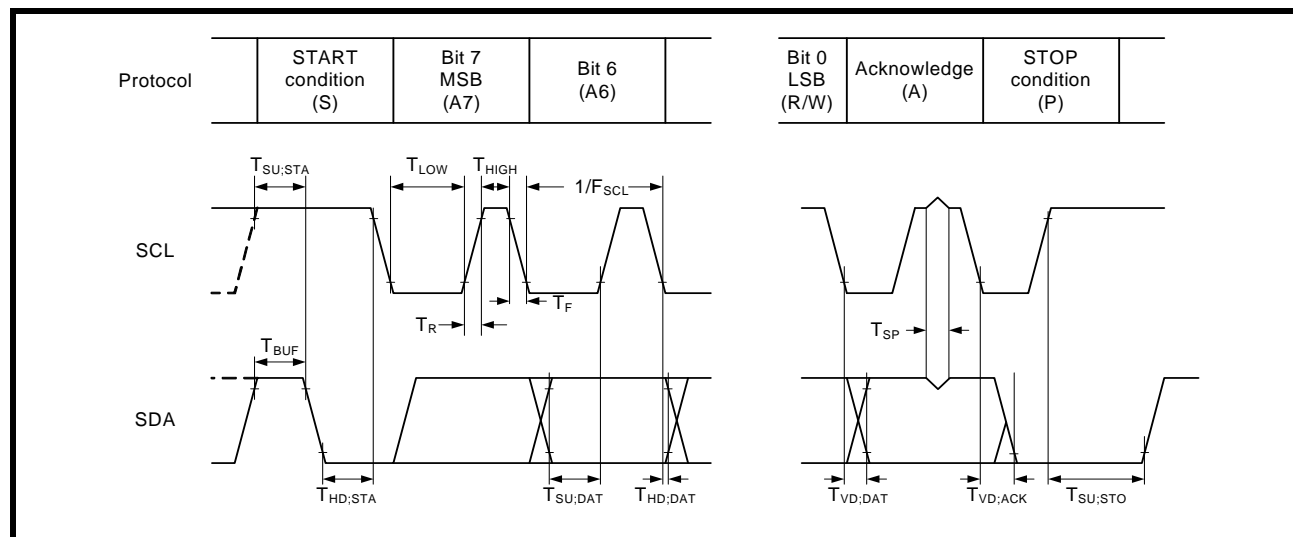 Protocol
START
condition
(S)
Bit 7
MSB
(A7)
Bit 6
(A6)
Bit 0
LSB
(R/W)
Acknowledge
(A)
STOP
condition
(P)
TSU;STA
TLOW
THIGH
1/FSCL
SCL
TR
TF
TSP
TBUF
SDA
THD;STA
TSU;DAT
THD;DAT
TVD;DAT
TVD;ACK
TSU;STO